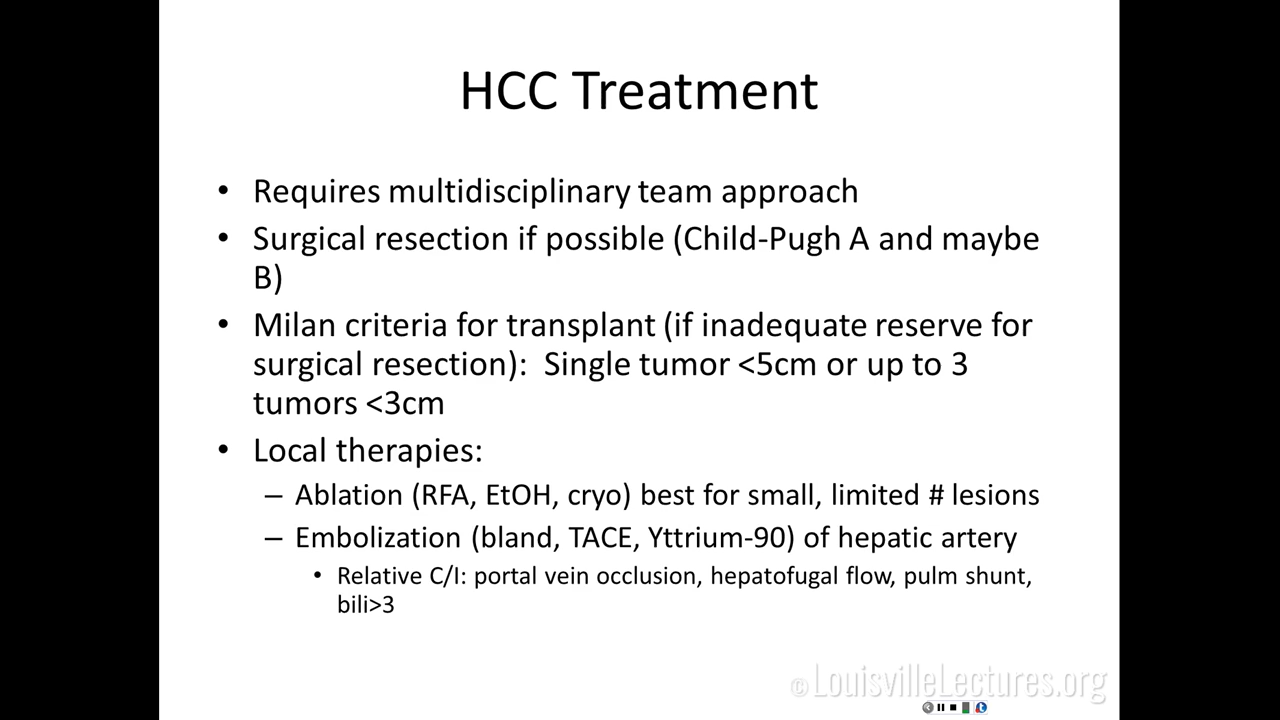 HCC Treatment
• Requires multidisciplinary team approach
• Surgical resection if possible (Child-Pugh A and maybe
B)
• Milan criteria for transplant (if inadequate reserve for
surgical resection):  Single tumor <5cm or up to 3
tumors <3cm
• Local therapies:
– Ablation (RFA, EtOH, cryo) best for small, limited # lesions
– Embolization (bland, TACE, Yttrium-90) of hepatic artery
• Relative C/I: portal vein occlusion, hepatofugal flow, pulm shunt,
bili>3
© LouisvilleLectures.org